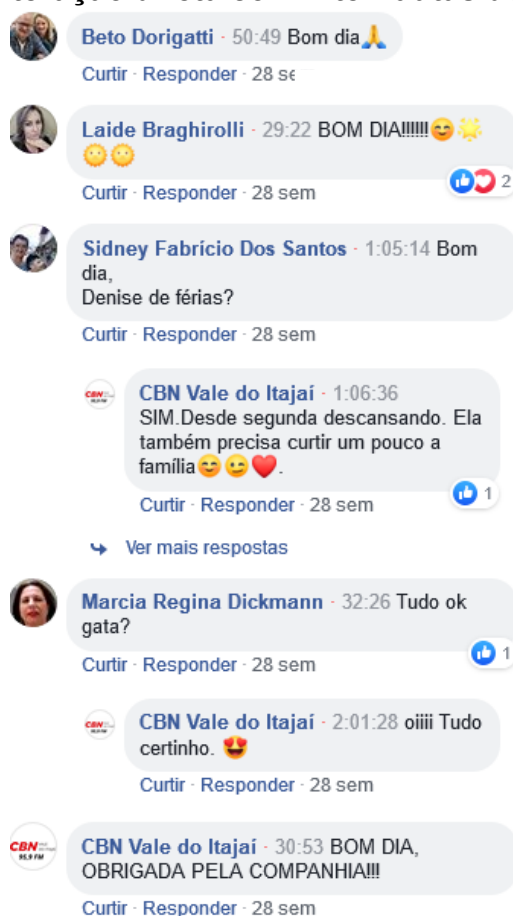 Beto Dorigatti · 50:49 Bom dia🙏
Curtir · Responder · 28 se
Laide Braghirolli · 29:22 BOM DIA!!!!!!😊🌟
🌝🌝
2
Curtir · Responder · 28 sem
Sidney Fabrício Dos Santos · 1:05:14 Bom
dia,
Denise de férias?
Curtir · Responder · 28 sem
CBN Vale do Itajaí · 1:06:36
SIM.Desde segunda descansando. Ela
também precisa curtir um pouco a
família😊😉❤️.
1
Curtir · Responder · 28 sem
Ver mais respostas
Marcia Regina Dickmann · 32:26 Tudo ok
gata?
1
Curtir · Responder · 28 sem
CBN Vale do Itajaí · 2:01:28 oiiii Tudo
certinho. 😍
Curtir · Responder · 28 sem
CBN
95,9 FM
CBN Vale do Itajaí · 30:53 BOM DIA,
OBRIGADA PELA COMPANHIA!!!
Curtir · Responder · 28 sem